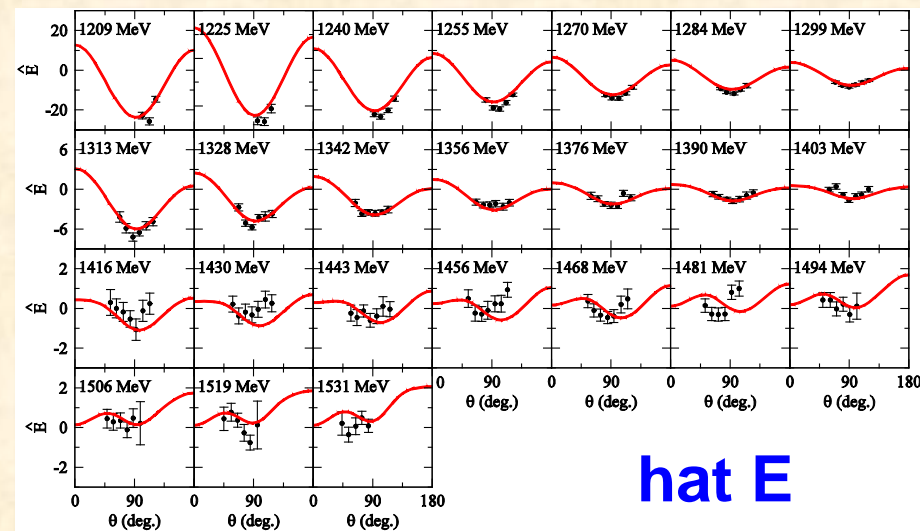 1209 MeV 1225 MeV 1240 MeV 1255 MeV 1270 MeV 1284 MeV 1299 MeV
20
0
-20
Ê
1313 MeV 1328 MeV 1342 MeV 1356 MeV 1376 MeV 1390 MeV 1403 MeV
6
0
-6
Ê
1416 MeV 1430 MeV 1443 MeV 1456 MeV 1468 MeV 1481 MeV 1494 MeV
2
0
-2
Ê
1506 MeV 1519 MeV 1531 MeV
2
0
-2
Ê
0 90 0 90 0 90 0 90 180
θ (deg.) θ (deg.) θ (deg.) θ (deg.)
0 90 0 90 0 90 180
θ (deg.) θ (deg.) θ (deg.)
hat E